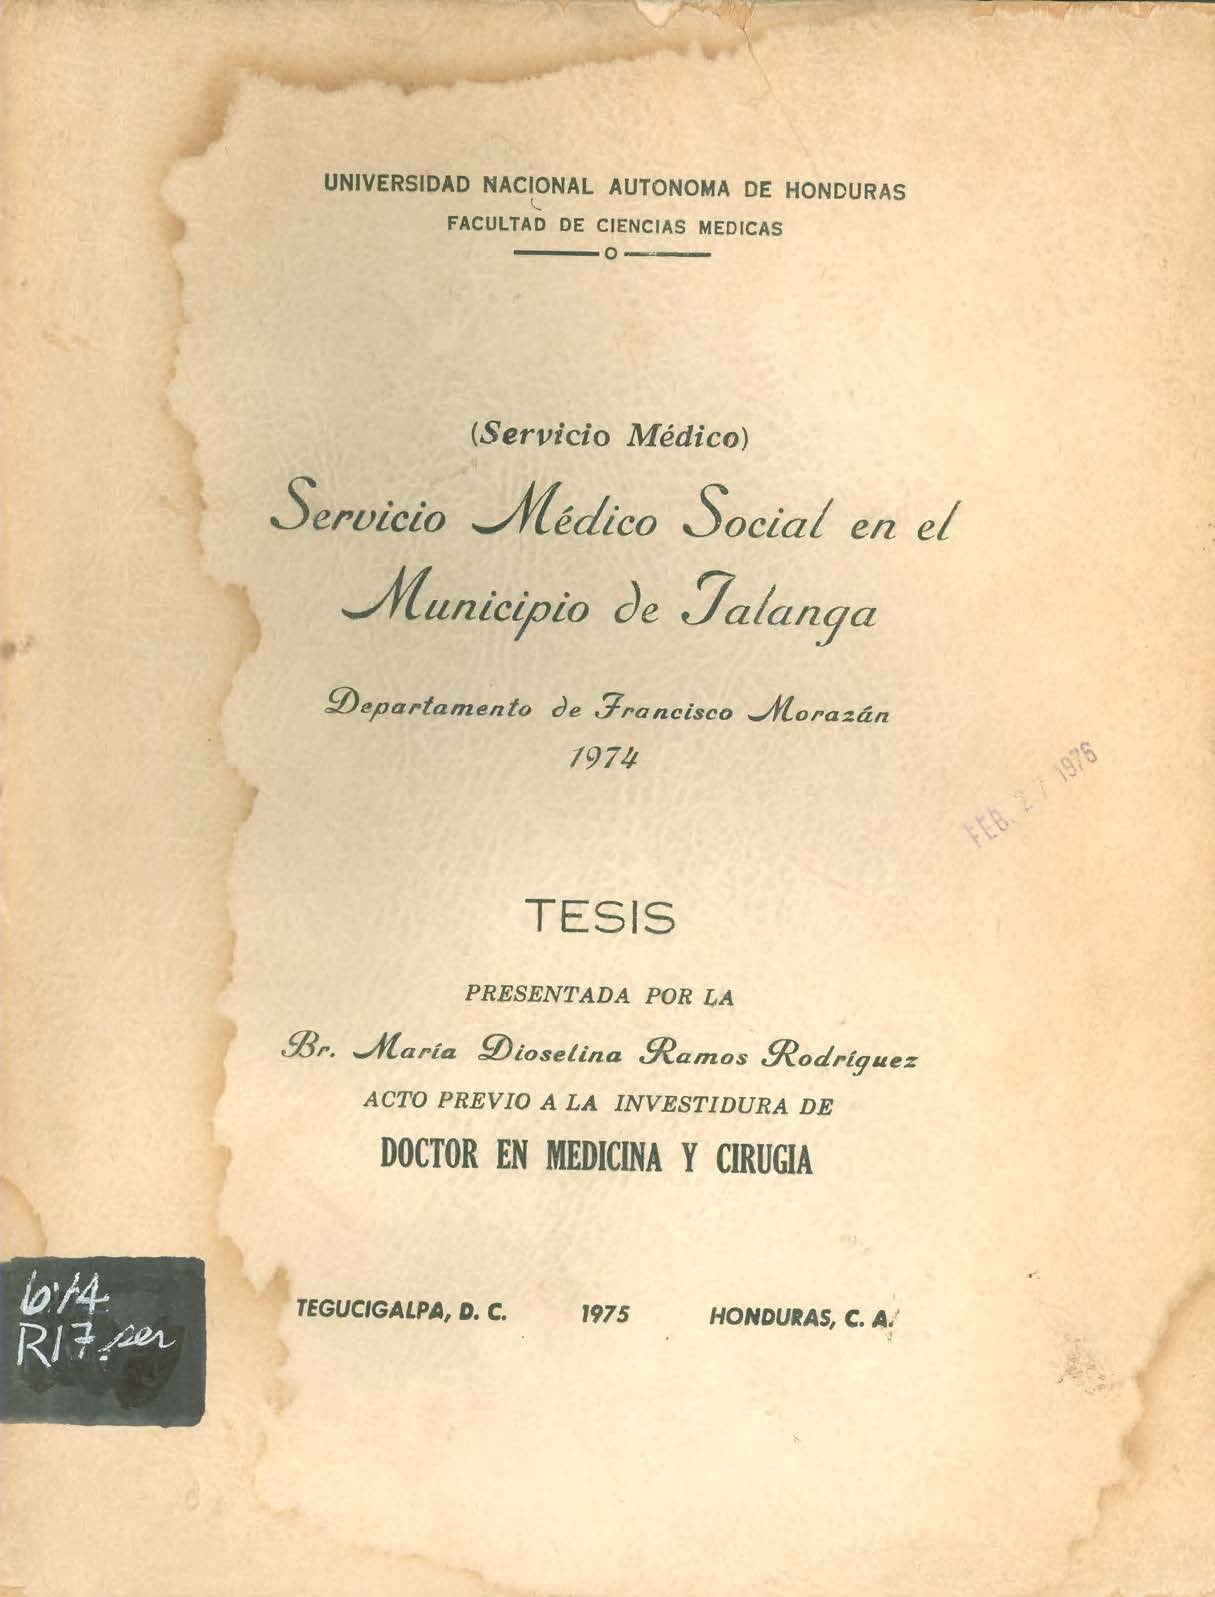 UNIVERSIDAD NACIONAL AUTONOMA DE HONDURAS
FACULTAD DE CIENCIAS MEDICAS
(Servicio Médico)
Servicio Médico Social en el
Municipio de Talanga
Departamento de Francisco Morazán
1974
FEB. 27 1976
TESIS
PRESENTADA POR LA
Br. María Dioselina Ramos Rodríguez
ACTO PREVIO A LA INVESTIDURA DE
DOCTOR EN MEDICINA Y CIRUGIA
614
R17.ser
TEGUCIGALPA, D. C. 1975 HONDURAS, C. A.